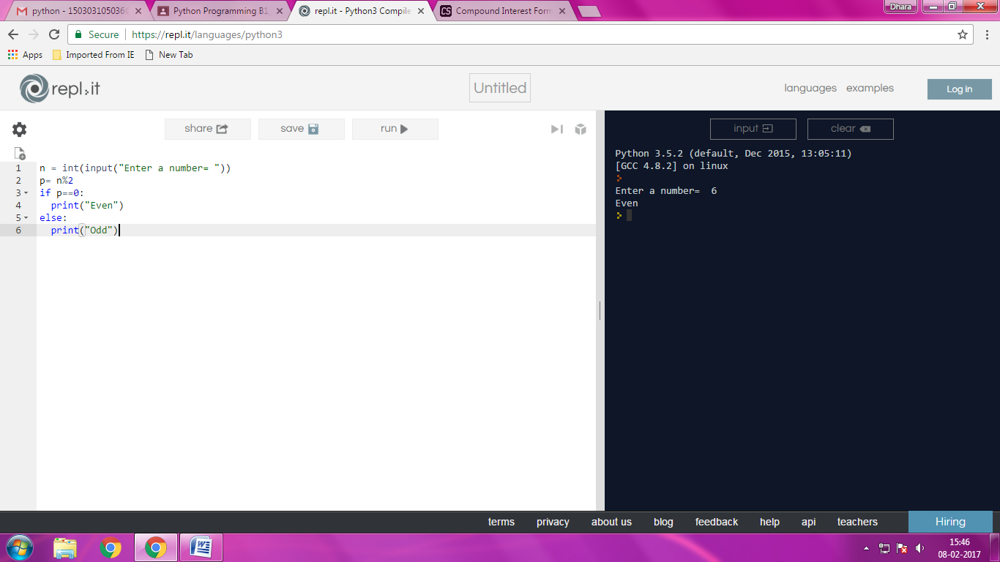 python - 150303105036@
Python Programming B1
repl.it - Python3 Compile
CS Compound Interest Form
Dhara
Secure https://repl.it/languages/python3
Apps Imported From IE New Tab
repl.it
Untitled
languages examples
Log in
share save run
input clear
1 n = int(input("Enter a number= "))
2 p= n%2
3 if p==0:
4 print("Even")
5 else:
6 print("Odd")
Python 3.5.2 (default, Dec 2015, 13:05:11)
[GCC 4.8.2] on linux
Enter a number= 6
Even
terms privacy about us blog feedback help api teachers Hiring
15:46
08-02-2017